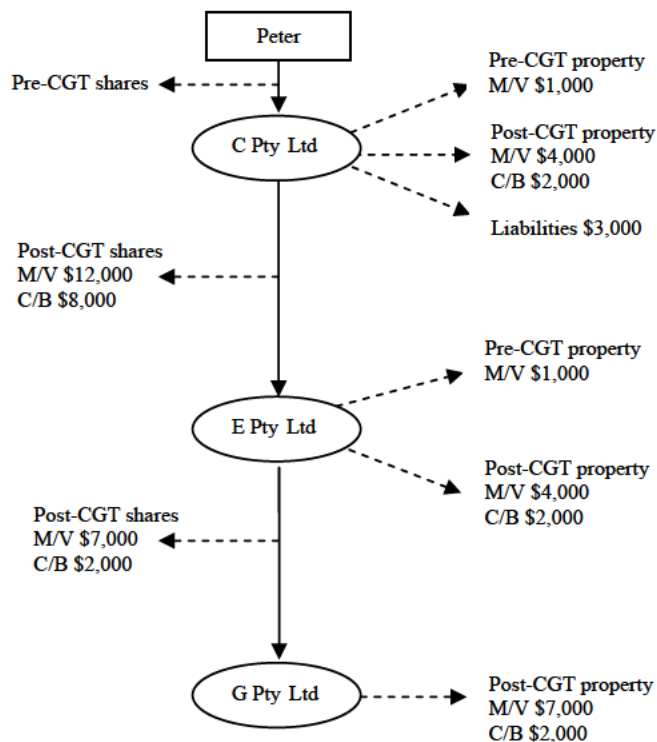 Peter
Pre-CGT shares
Pre-CGT property
M/V $1,000
C Pty Ltd
Post-CGT property
M/V $4,000
C/B $2,000
Liabilities $3,000
Post-CGT shares
M/V $12,000
C/B $8,000
Pre-CGT property
M/V $1,000
E Pty Ltd
Post-CGT property
M/V $4,000
C/B $2,000
Post-CGT shares
M/V $7,000
C/B $2,000
G Pty Ltd
Post-CGT property
M/V $7,000
C/B $2,000